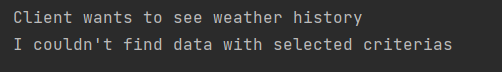 Client wants to see weather history
I couldn't find data with selected criterias